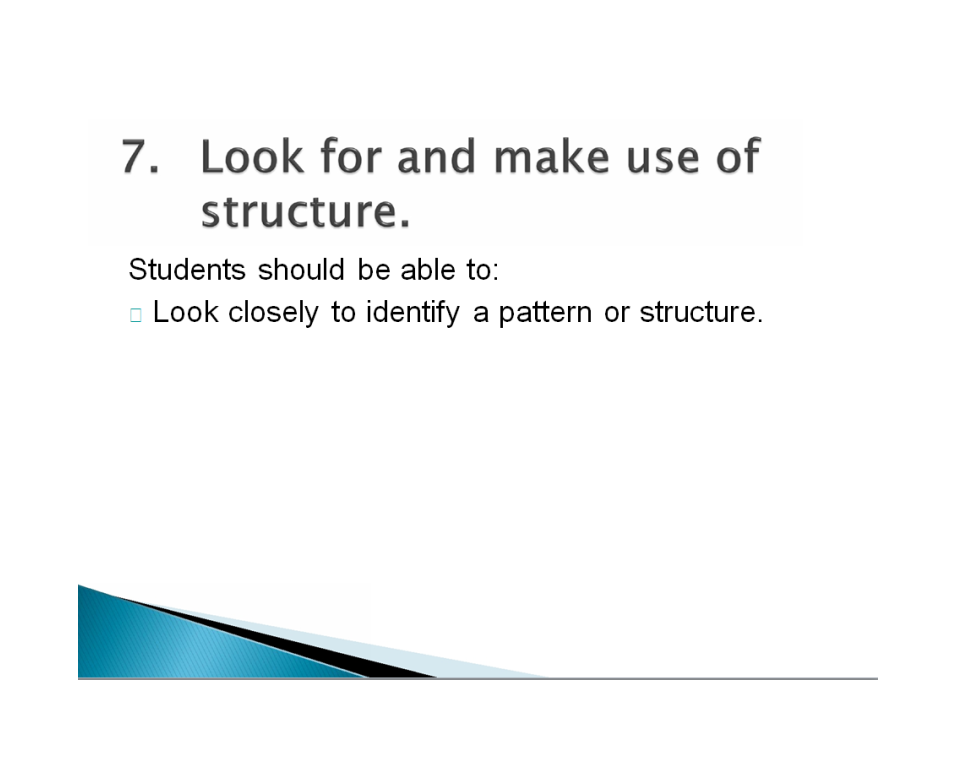 7. Look for and make use of
structure.
Students should be able to:
Look closely to identify a pattern or structure.